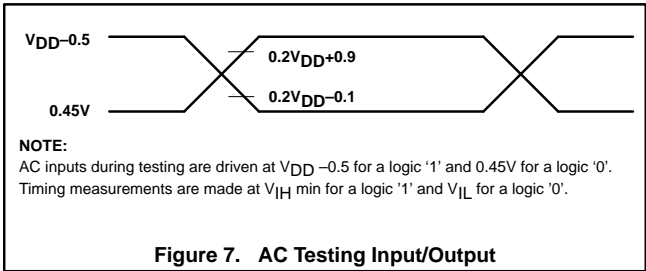 VDD–0.5
0.2VDD+0.9
0.2VDD–0.1
0.45V
NOTE:
AC inputs during testing are driven at VDD –0.5 for a logic ’1’ and 0.45V for a logic ’0’.
Timing measurements are made at VIH min for a logic ’1’ and VIL for a logic ’0’.
Figure 7. AC Testing Input/Output